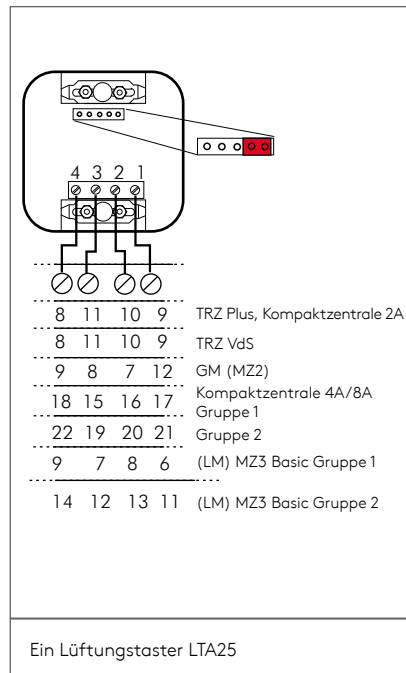 4 3 2 1
8 11 10 9 TRZ Plus, Kompaktzentrale 2A
8 11 10 9 TRZ VdS
9 8 7 12 GM (MZ2)
18 15 16 17 Kompaktzentrale 4A/8A
Gruppe 1
22 19 20 21 Gruppe 2
9 7 8 6 (LM) MZ3 Basic Gruppe 1
14 12 13 11 (LM) MZ3 Basic Gruppe 2
Ein Lüftungstaster LTA25